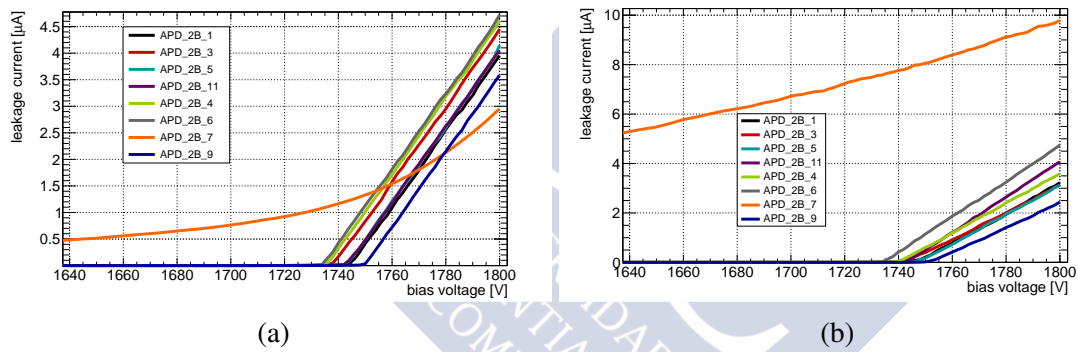 leakage current [μA]
4.5
4
3.5
3
2.5
2
1.5
1
0.5
APD_2B_1
APD_2B_3
APD_2B_5
APD_2B_11
APD_2B_4
APD_2B_6
APD_2B_7
APD_2B_9
1640 1660 1680 1700 1720 1740 1760 1780 1800
bias voltage [V]
(a)
leakage current [μA]
10
8
6
4
2
0
APD_2B_1
APD_2B_3
APD_2B_5
APD_2B_11
APD_2B_4
APD_2B_6
APD_2B_7
APD_2B_9
1640 1660 1680 1700 1720 1740 1760 1780 1800
bias voltage [V]
(b)